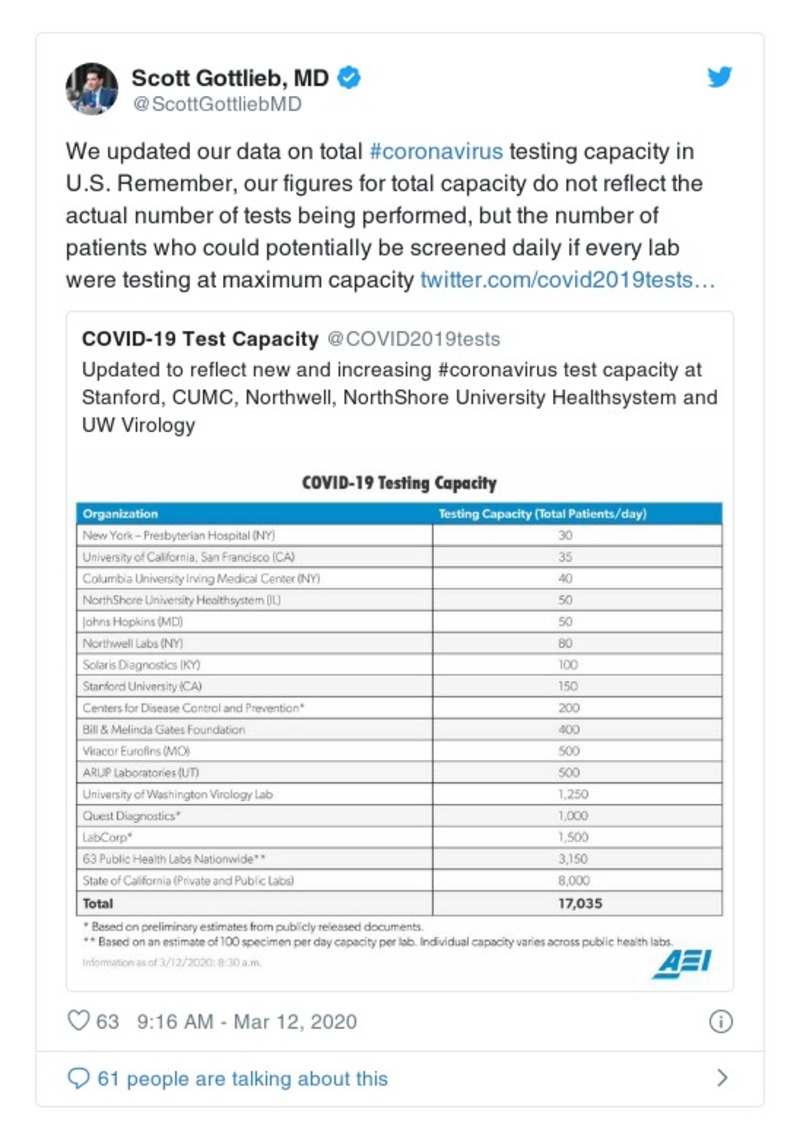 Scott Gottlieb, MD
@ScottGottliebMD
We updated our data on total #coronavirus testing capacity in
U.S. Remember, our figures for total capacity do not reflect the
actual number of tests being performed, but the number of
patients who could potentially be screened daily if every lab
were testing at maximum capacity twitter.com/covid2019tests…
COVID-19 Test Capacity @COVID2019tests
Updated to reflect new and increasing #coronavirus test capacity at
Stanford, CUMC, Northwell, NorthShore University Healthsystem and
UW Virology
COVID-19 Testing Capacity
Organization Testing Capacity (Total Patients/day)
New York – Presbyterian Hospital (NY) 30
University of California, San Francisco (CA) 35
Columbia University Irving Medical Center (NY) 40
NorthShore University Healthsystem (IL) 50
Johns Hopkins (MD) 50
Northwell Labs (NY) 80
Solaris Diagnostics (KY) 100
Stanford University (CA) 150
Centers for Disease Control and Prevention* 200
Bill & Melinda Gates Foundation 400
Viracor Eurofins (MO) 500
ARUP Laboratories (UT) 500
University of Washington Virology Lab 1,250
Quest Diagnostics* 1,000
LabCorp* 1,500
63 Public Health Labs Nationwide** 3,150
State of California (Private and Public Labs) 8,000
Total 17,035
* Based on preliminary estimates from publicly released documents.
** Based on an estimate of 100 specimen per day capacity per lab. Individual capacity varies across public health labs.
Information as of 3/12/2020: 8:30 a.m.
AEI
63 9:16 AM - Mar 12, 2020
61 people are talking about this